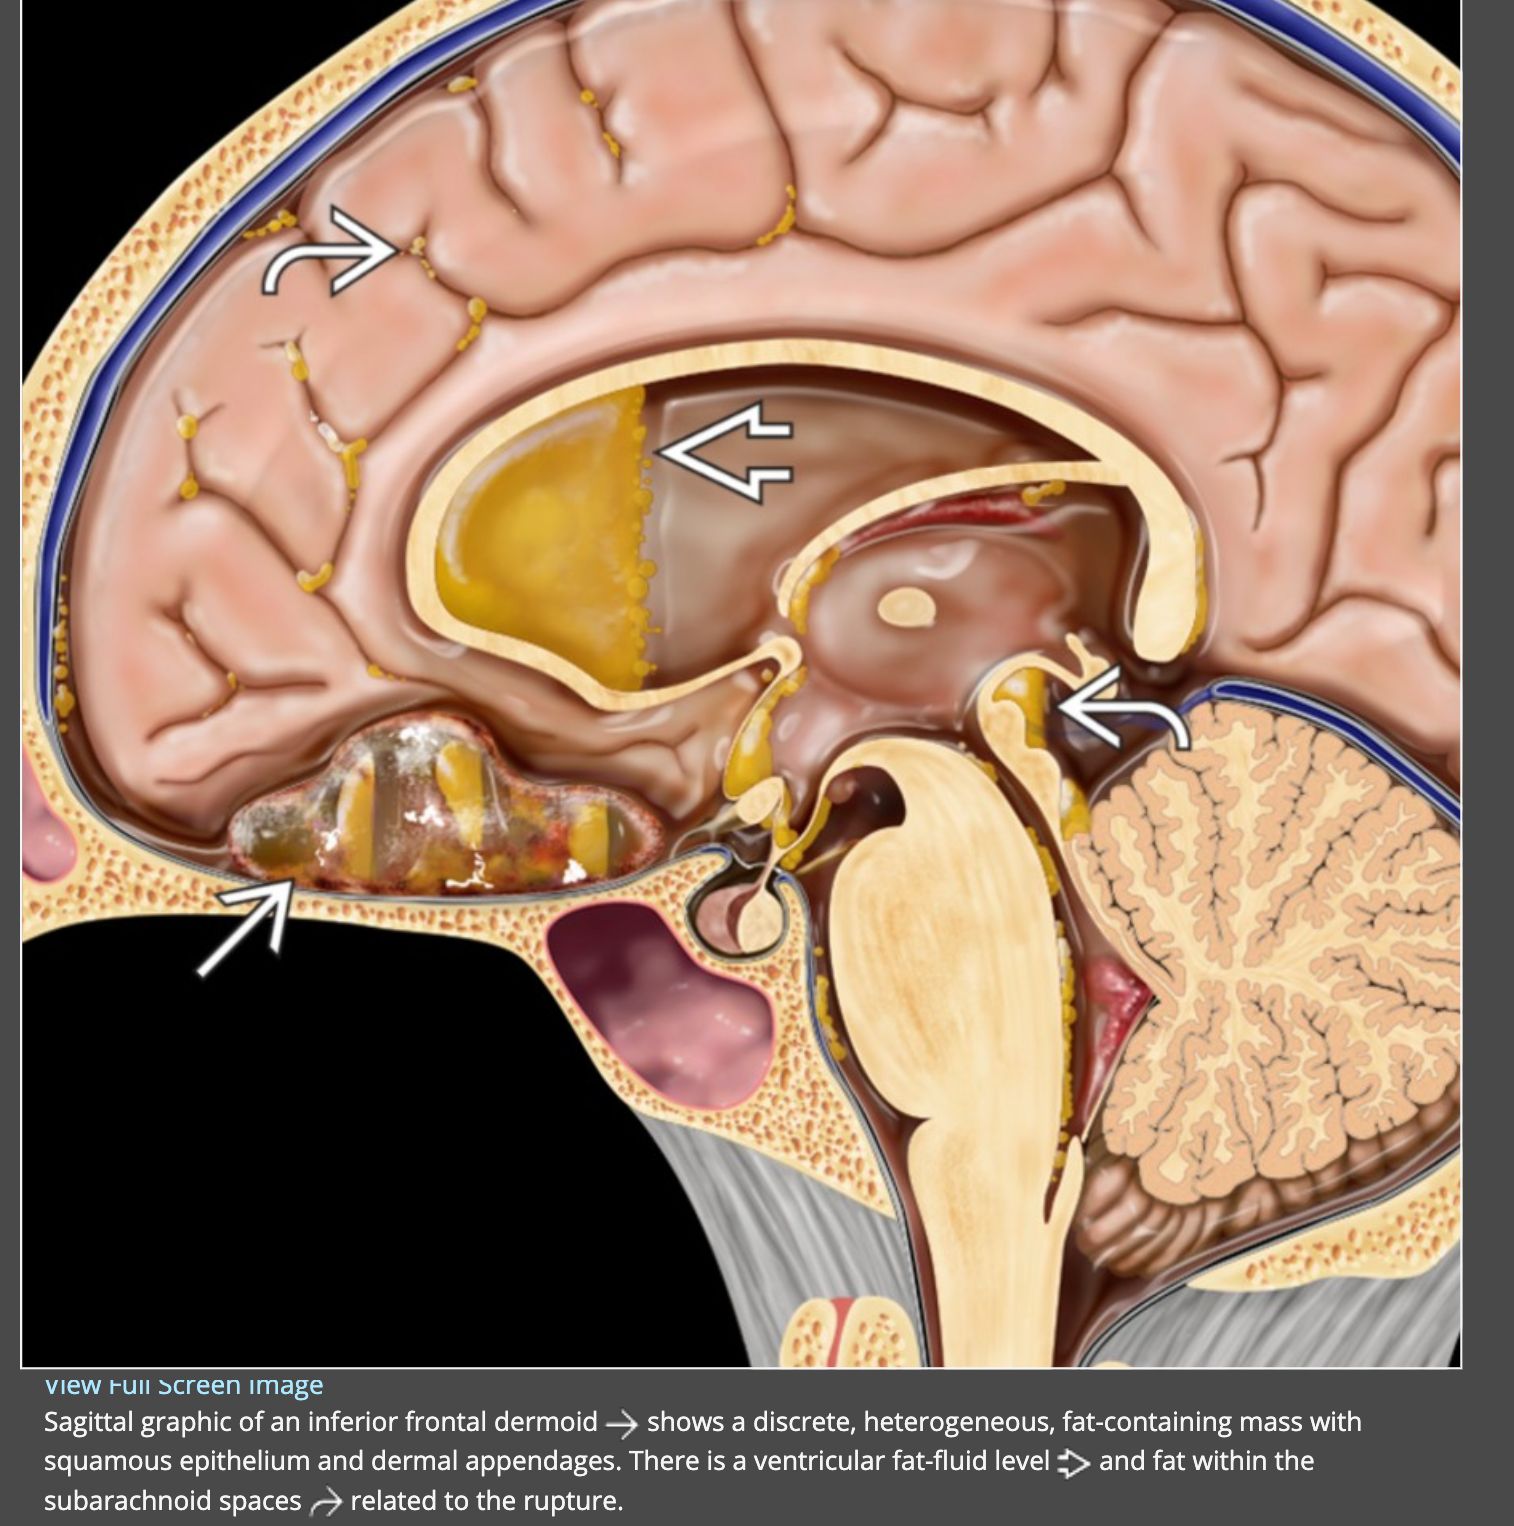 View Full Screen Image
Sagittal graphic of an inferior frontal dermoid → shows a discrete, heterogeneous, fat-containing mass with
squamous epithelium and dermal appendages. There is a ventricular fat-fluid level ⇨ and fat within the
subarachnoid spaces ↷ related to the rupture.